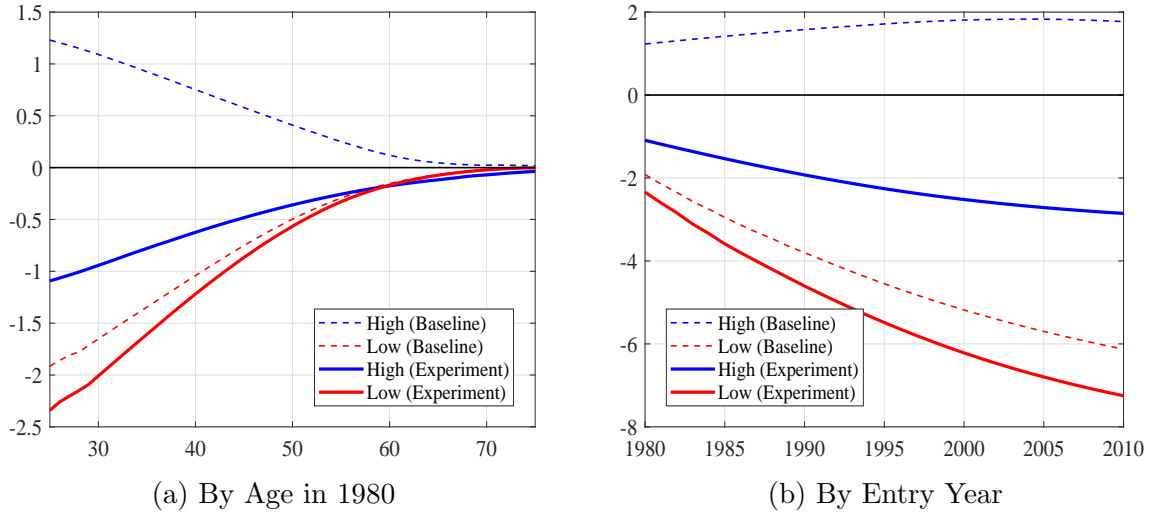 1.5
1
0.5
0
-0.5
-1
-1.5
-2
-2.5
30 40 50 60 70
High (Baseline)
Low (Baseline)
High (Experiment)
Low (Experiment)
(a) By Age in 1980
2
0
-2
-4
-6
-8
1980 1985 1990 1995 2000 2005 2010
High (Baseline)
Low (Baseline)
High (Experiment)
Low (Experiment)
(b) By Entry Year